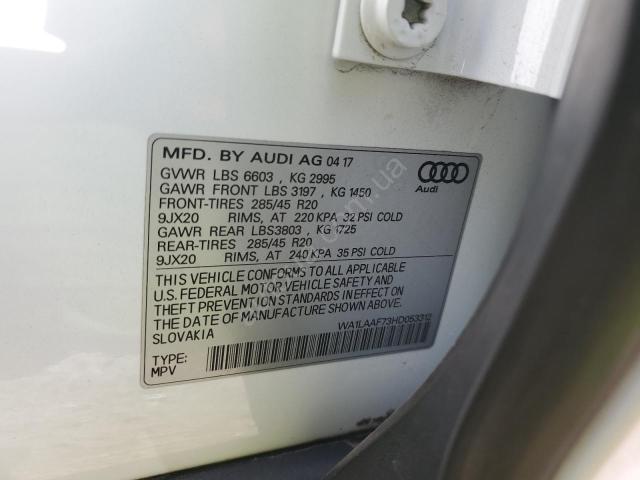 MFD. BY AUDI AG 04 17
GVWR LBS 6603 , KG 2995
GAWR FRONT LBS 3197 , KG 1450
FRONT-TIRES 285/45 R20
9JX20 RIMS, AT 220 KPA 32 PSI COLD
GAWR REAR LBS3803 , KG 1725
REAR-TIRES 285/45 R20
9JX20 RIMS, AT 240 KPA 35 PSI COLD
Audi
THIS VEHICLE CONFORMS TO ALL APPLICABLE
U.S. FEDERAL MOTOR VEHICLE SAFETY AND
THEFT PREVENTION STANDARDS IN EFFECT ON
THE DATE OF MANUFACTURE SHOWN ABOVE.
SLOVAKIA
WA1LAAF73HD053312
TYPE:
MPV